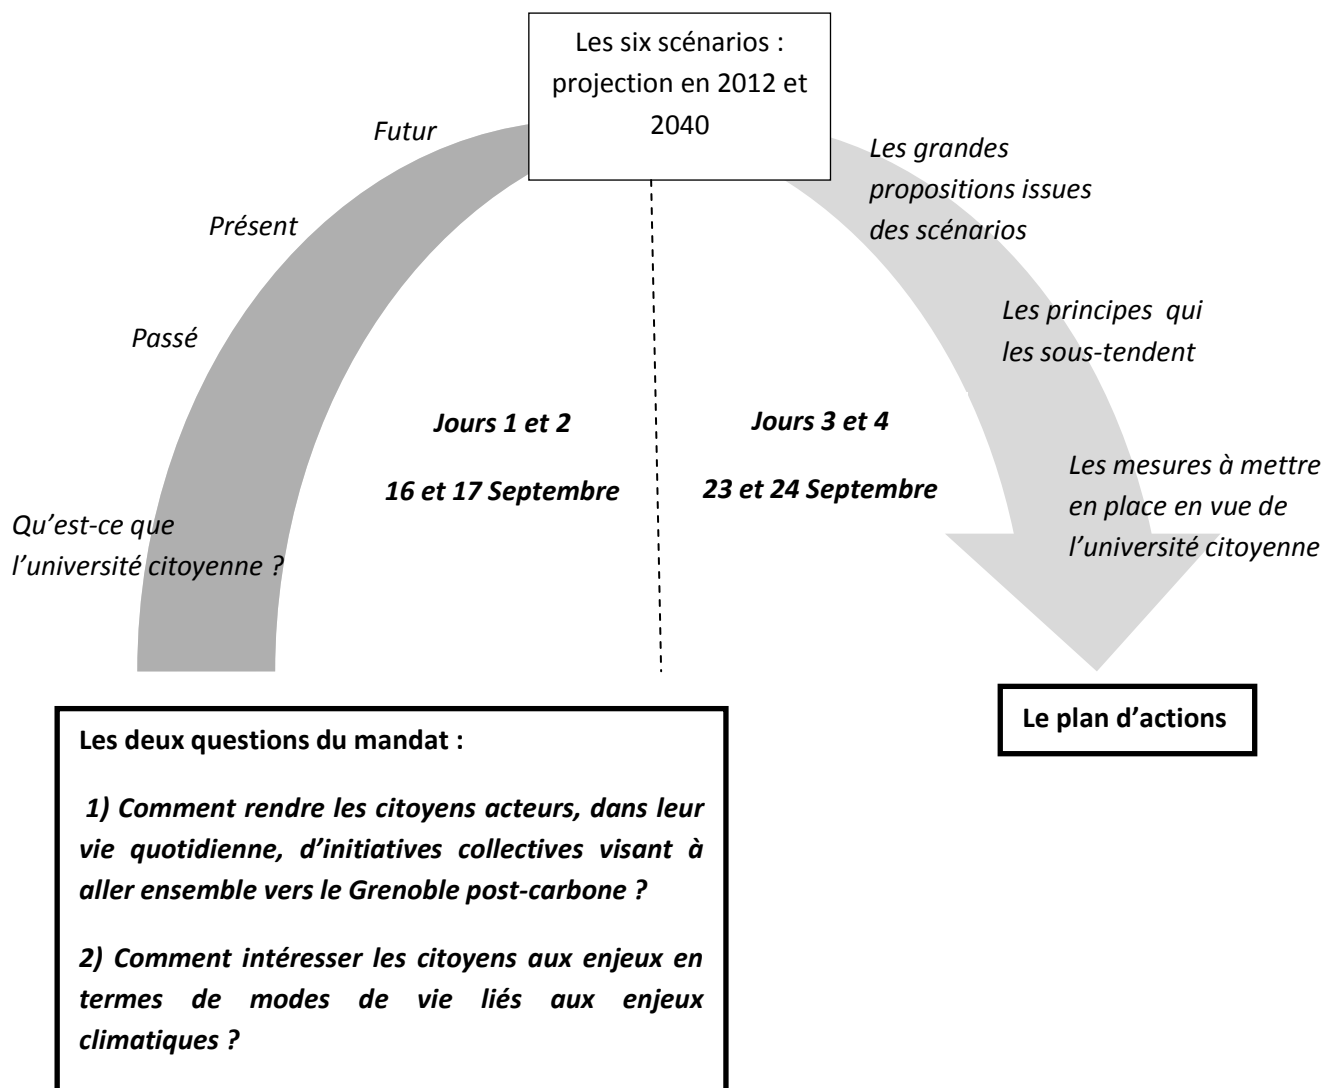 Les six scénarios :
projection en 2012 et
2040
Futur
Présent
Passé
Qu’est-ce que
l’université citoyenne ?
Jours 1 et 2
16 et 17 Septembre
Jours 3 et 4
23 et 24 Septembre
Les grandes
propositions issues
des scénarios
Les principes qui
les sous-tendent
Les mesures à mettre
en place en vue de
l’université citoyenne
Les deux questions du mandat :
1) Comment rendre les citoyens acteurs, dans leur
vie quotidienne, d’initiatives collectives visant à
aller ensemble vers le Grenoble post-carbone ?
2) Comment intéresser les citoyens aux enjeux en
termes de modes de vie liés aux enjeux
climatiques ?
Le plan d’actions